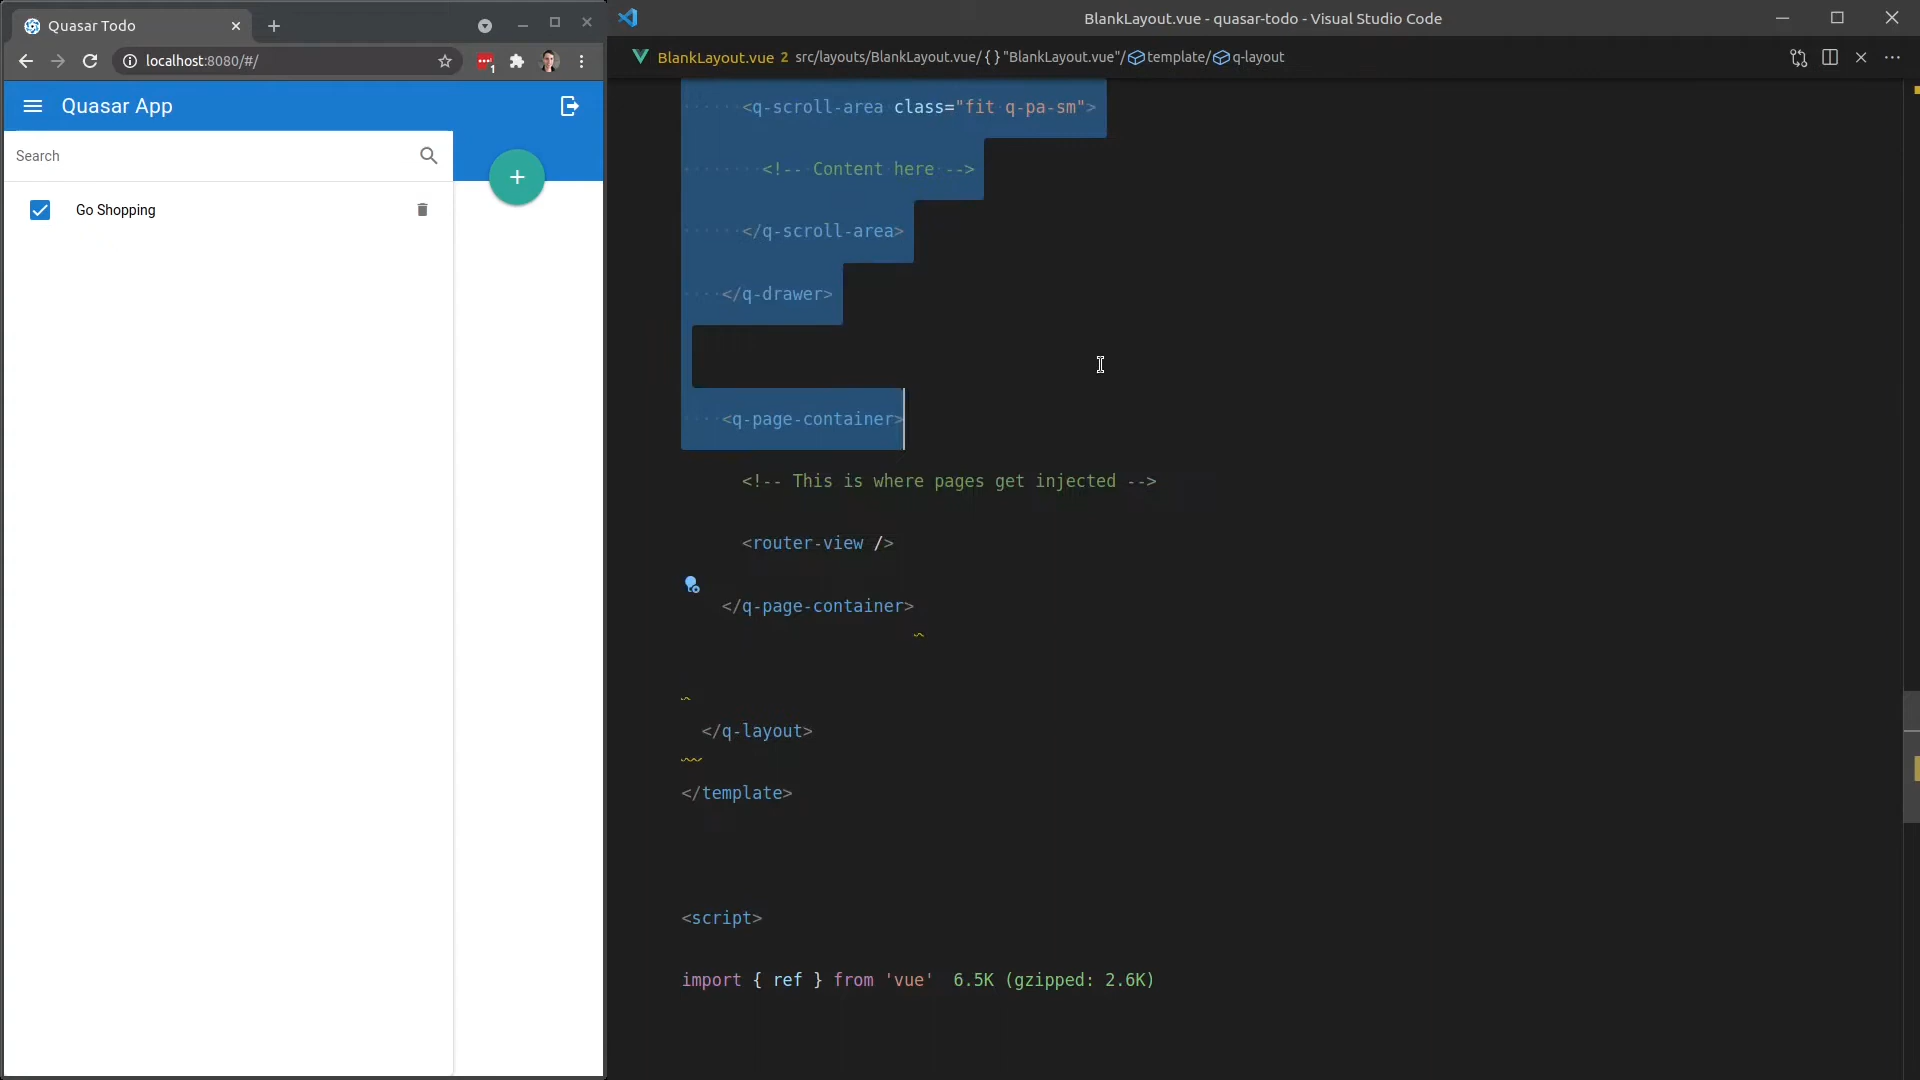 Quasar Todo
localhost:8080/#/
1
Quasar App
Search
+
Go Shopping
BlankLayout.vue - quasar-todo - Visual Studio Code
BlankLayout.vue 2 src/layouts/BlankLayout.vue/{ } "BlankLayout.vue"/ template/ q-layout
<q-scroll-area class="fit q-pa-sm">
<!-- Content here -->
</q-scroll-area>
</q-drawer>
<q-page-container>
<!-- This is where pages get injected -->
<router-view />
</q-page-container>
</q-layout>
</template>
<script>
import { ref } from 'vue' 6.5K (gzipped: 2.6K)